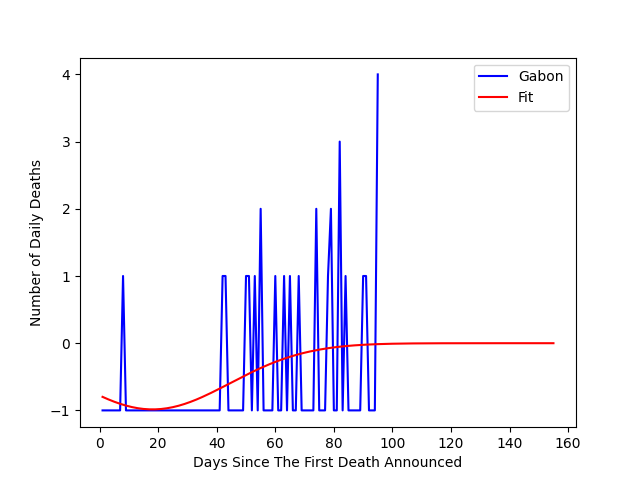 Gabon
Fit
4
3
2
1
0
−1
Number of Daily Deaths
0 20 40 60 80 100 120 140 160
Days Since The First Death Announced